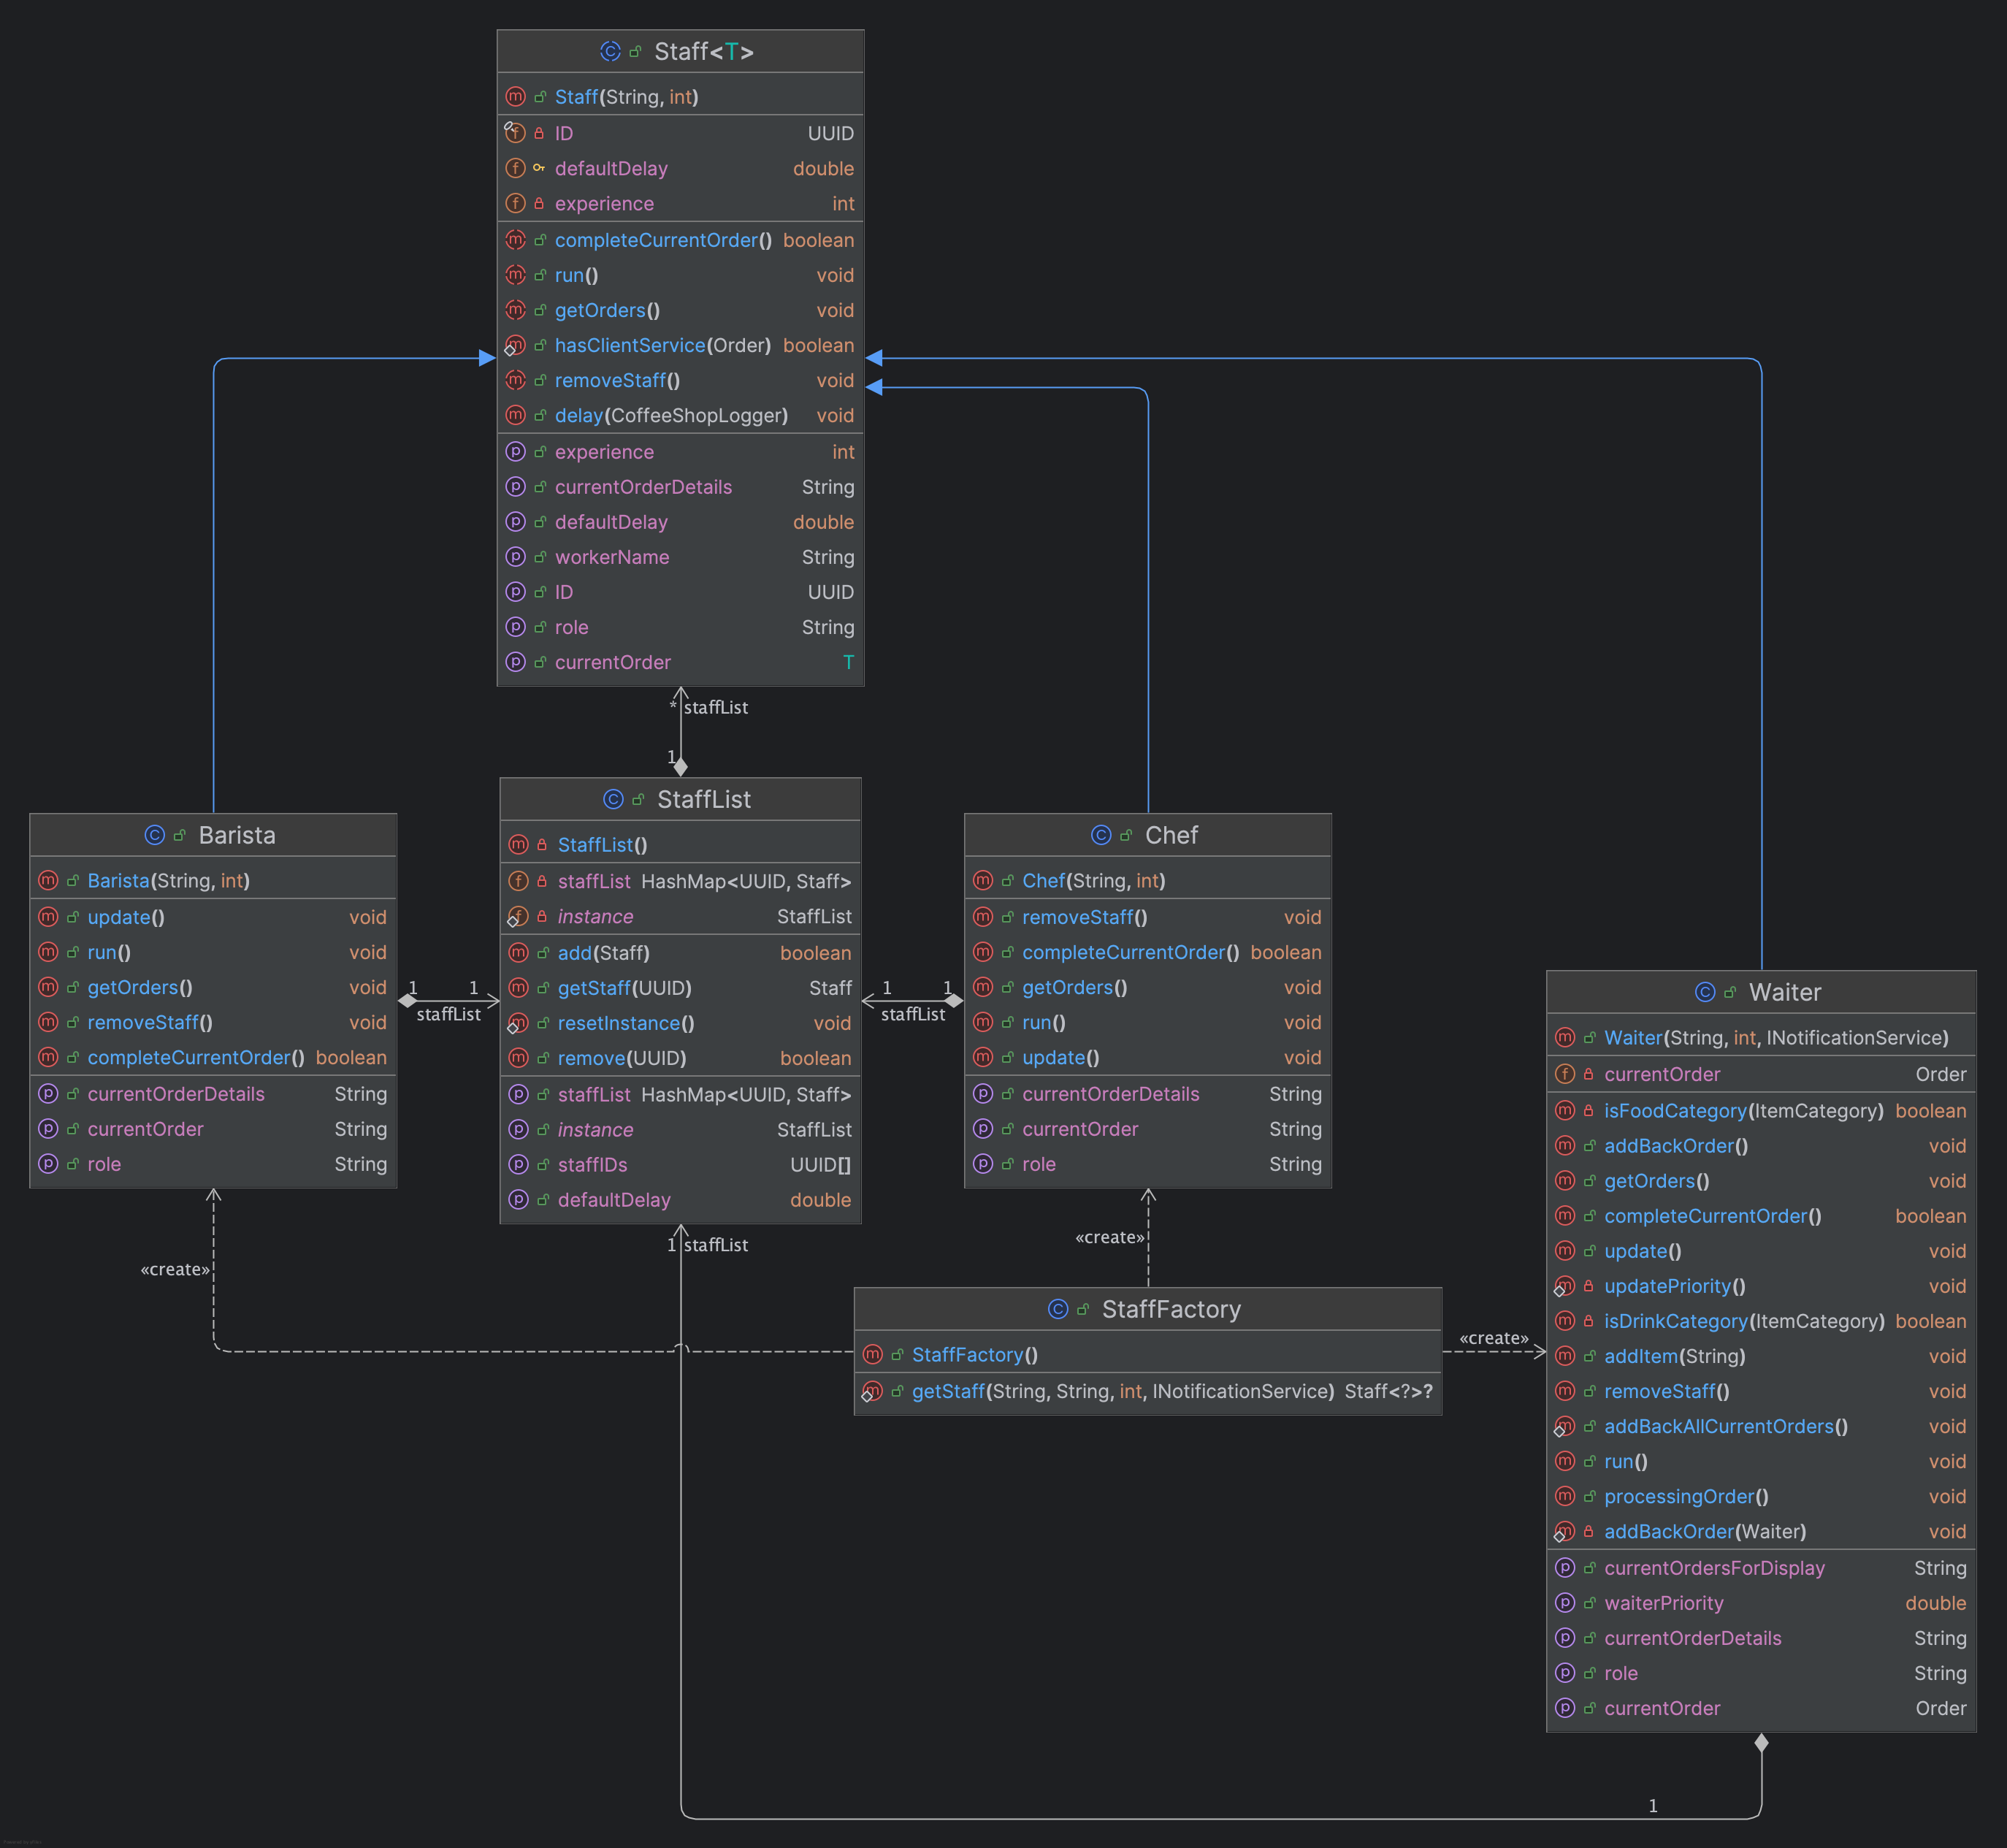 Staff<T>
Staff(String, int)
ID UUID
defaultDelay double
experience int
completeCurrentOrder() boolean
run() void
getOrders() void
hasClientService(Order) boolean
removeStaff() void
delay(CoffeeShopLogger) void
experience int
currentOrderDetails String
defaultDelay double
workerName String
ID UUID
role String
currentOrder T
* staffList
1
Barista
Barista(String, int)
update() void
run() void
getOrders() void
removeStaff() void
completeCurrentOrder() boolean
currentOrderDetails String
currentOrder String
role String
1 1
staffList
StaffList
StaffList()
staffList HashMap<UUID, Staff>
instance StaffList
add(Staff) boolean
getStaff(UUID) Staff
resetInstance() void
remove(UUID) boolean
staffList HashMap<UUID, Staff>
instance StaffList
staffIDs UUID[]
defaultDelay double
1 1
staffList
Chef
Chef(String, int)
removeStaff() void
completeCurrentOrder() boolean
getOrders() void
run() void
update() void
currentOrderDetails String
currentOrder String
role String
Waiter
Waiter(String, int, INotificationService)
currentOrder Order
isFoodCategory(ItemCategory) boolean
addBackOrder() void
getOrders() void
completeCurrentOrder() boolean
update() void
updatePriority() void
isDrinkCategory(ItemCategory) boolean
addItem(String) void
removeStaff() void
addBackAllCurrentOrders() void
run() void
processingOrder() void
addBackOrder(Waiter) void
currentOrdersForDisplay String
waiterPriority double
currentOrderDetails String
role String
currentOrder Order
1 staffList
«create»
«create»
«create»
StaffFactory
StaffFactory()
getStaff(String, String, int, INotificationService) Staff<?>?
1